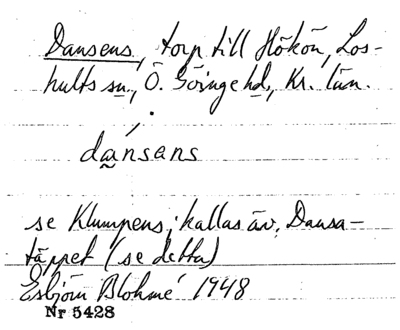 Dansens, torp till Hökön, Los-
hults sn, Ö. Göinge hd, Kr. län.
dansens
se Klumpens; kallas äv. Dansa-
täppet (se detta)
Esbjörn Blohmé 1948
Nr 5428